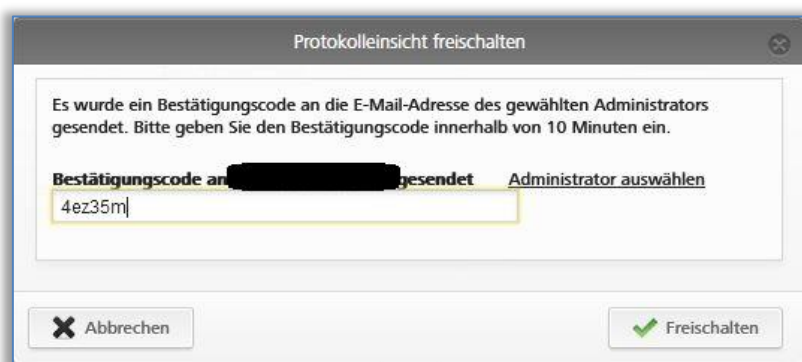 Protokolleinsicht freischalten
Es wurde ein Bestätigungscode an die E-Mail-Adresse des gewählten Administrators
gesendet. Bitte geben Sie den Bestätigungscode innerhalb von 10 Minuten ein.
Bestätigungscode an gesendet Administrator auswählen
4ez35m
Abbrechen Freischalten